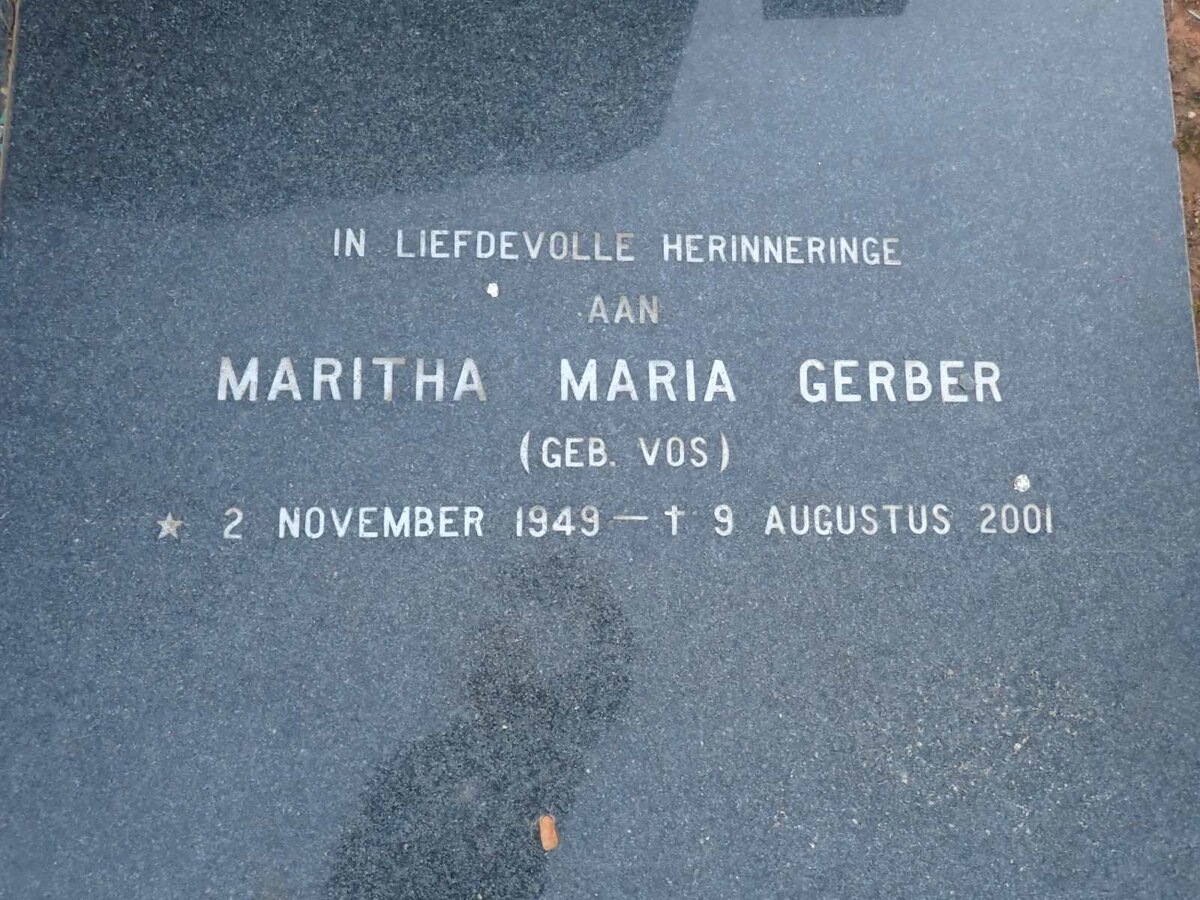 IN LIEFDEVOLLE HERINNERINGE
AAN
MARITHA MARIA GERBER
(GEB. VOS)
★ 2 NOVEMBER 1949 — † 9 AUGUSTUS 2001